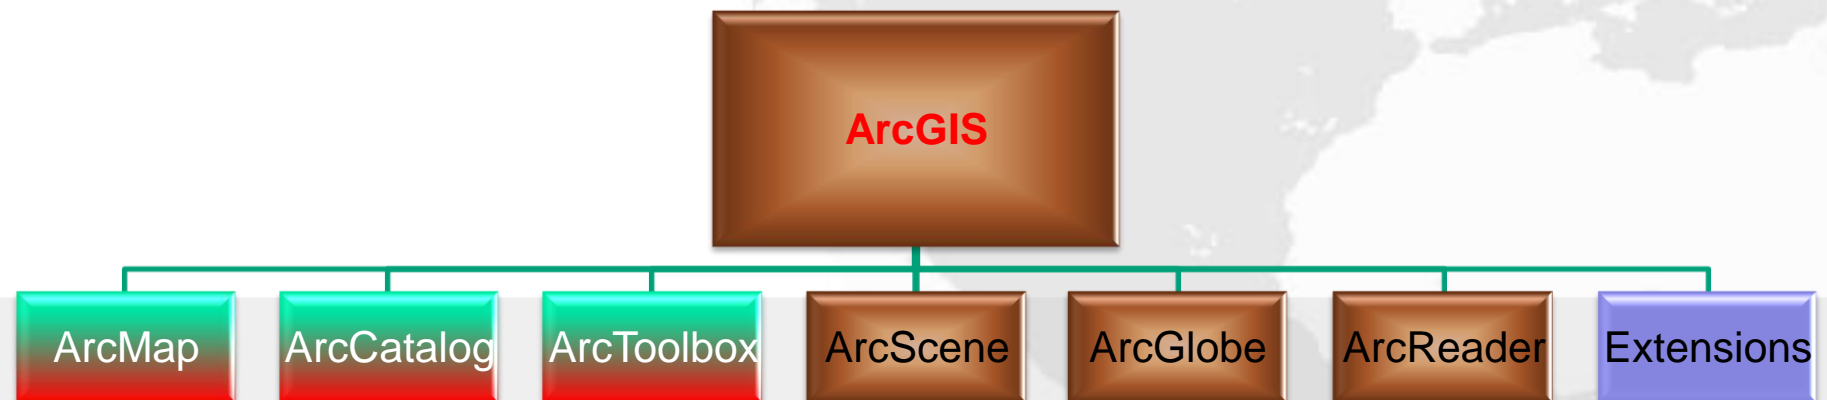 ArcGIS
ArcMap
ArcCatalog
ArcToolbox
ArcScene
ArcGlobe
ArcReader
Extensions